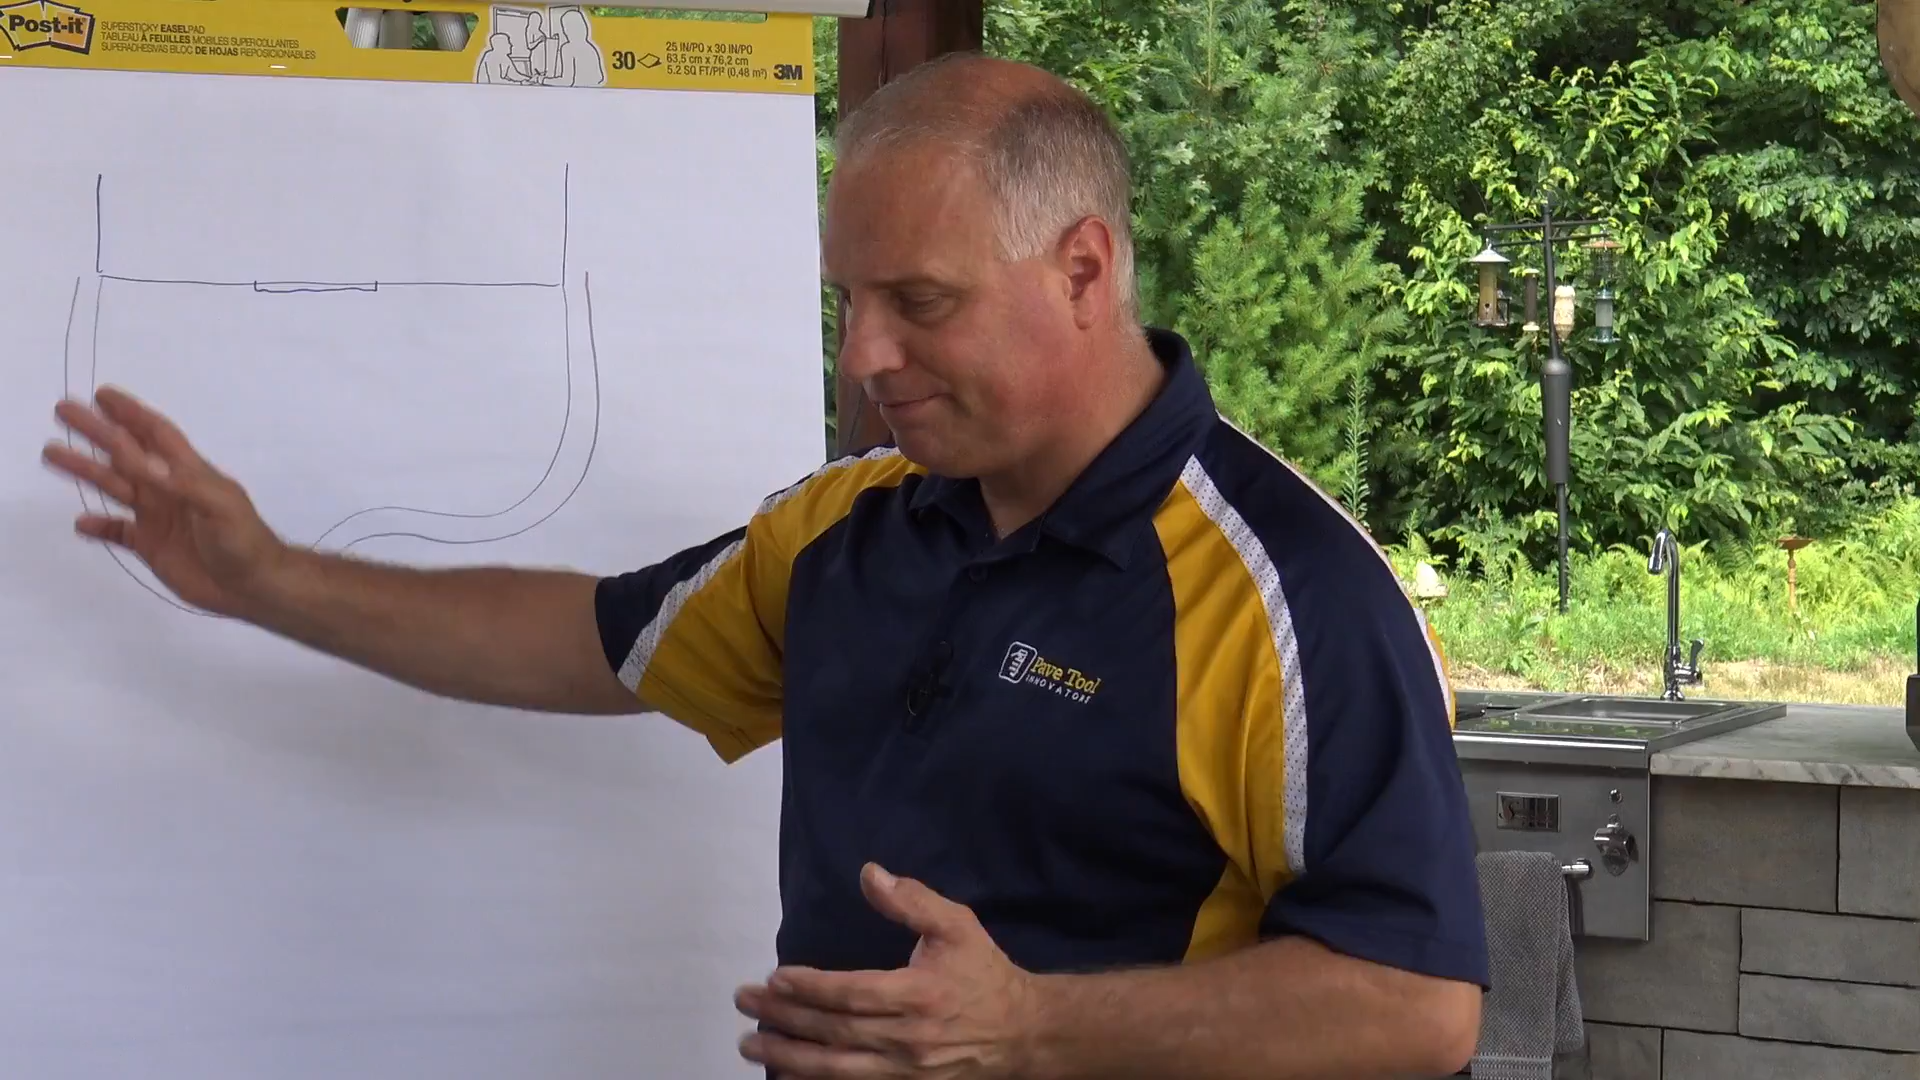 Post-it
SUPERSTICKY EASEL PAD
TABLEAU À FEUILLES MOBILES SUPERCOLLANTES
SUPERADHESIVAS BLOC DE HOJAS REPOSICIONABLES
30
25 IN/PO x 30 IN/PO
63,5 cm x 76,2 cm
5.2 SQ FT/PI² (0,48 m²)
3M
Pave Tool
INNOVATORS